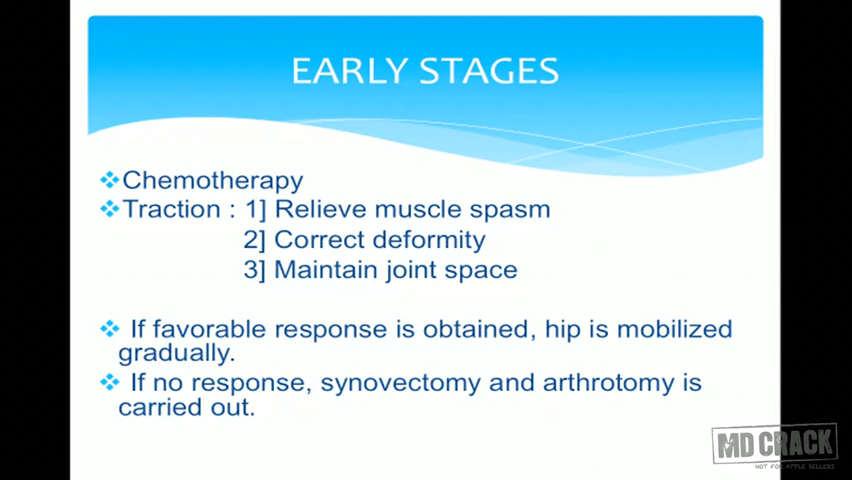 EARLY STAGES
Chemotherapy
Traction : 1] Relieve muscle spasm
2] Correct deformity
3] Maintain joint space
If favorable response is obtained, hip is mobilized
gradually.
If no response, synovectomy and arthrotomy is
carried out.
MD CRACK
NOT FOR APPLE SELLERS